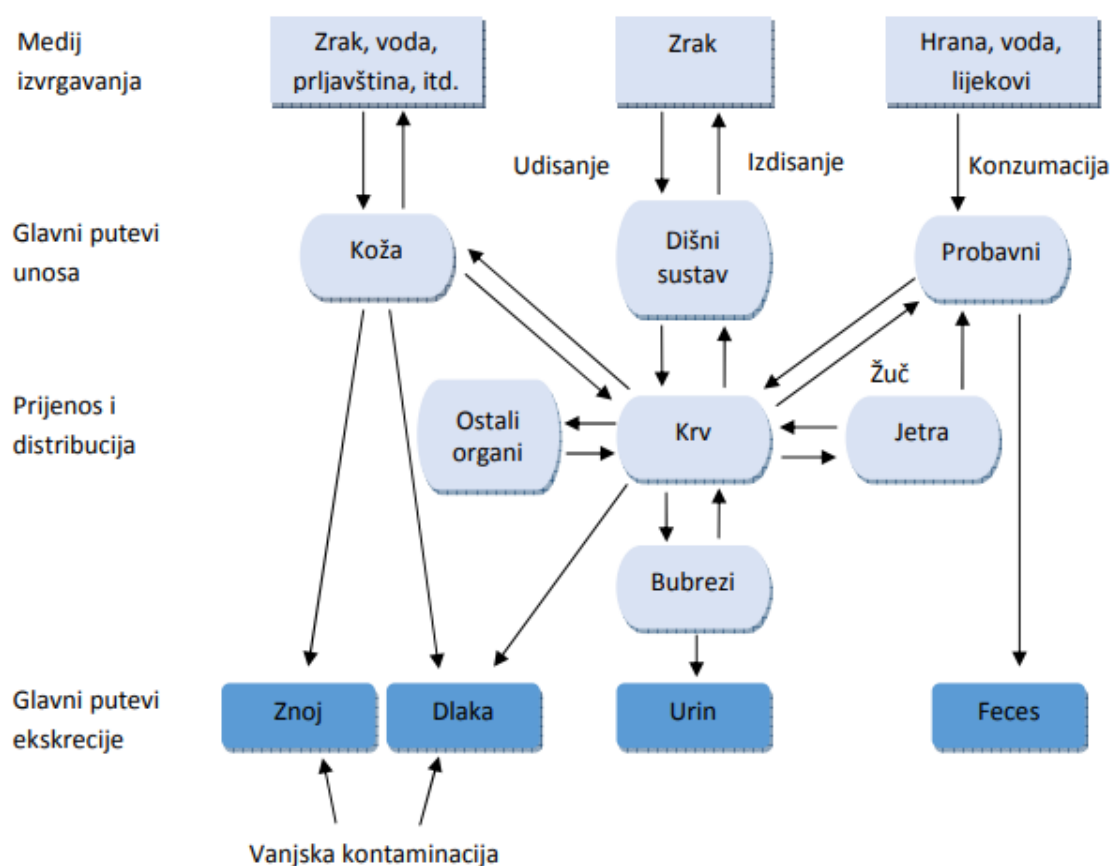 Medij
izvrgavanja
Zrak, voda,
prljavština, itd.
Zrak
Hrana, voda,
lijekovi
Udisanje
Izdisanje
Konzumacija
Glavni putevi
unosa
Koža
Dišni
sustav
Probavni
Žuč
Prijenos i
distribucija
Ostali
organi
Krv
Jetra
Bubrezi
Glavni putevi
ekskrecije
Znoj
Dlaka
Urin
Feces
Vanjska kontaminacija